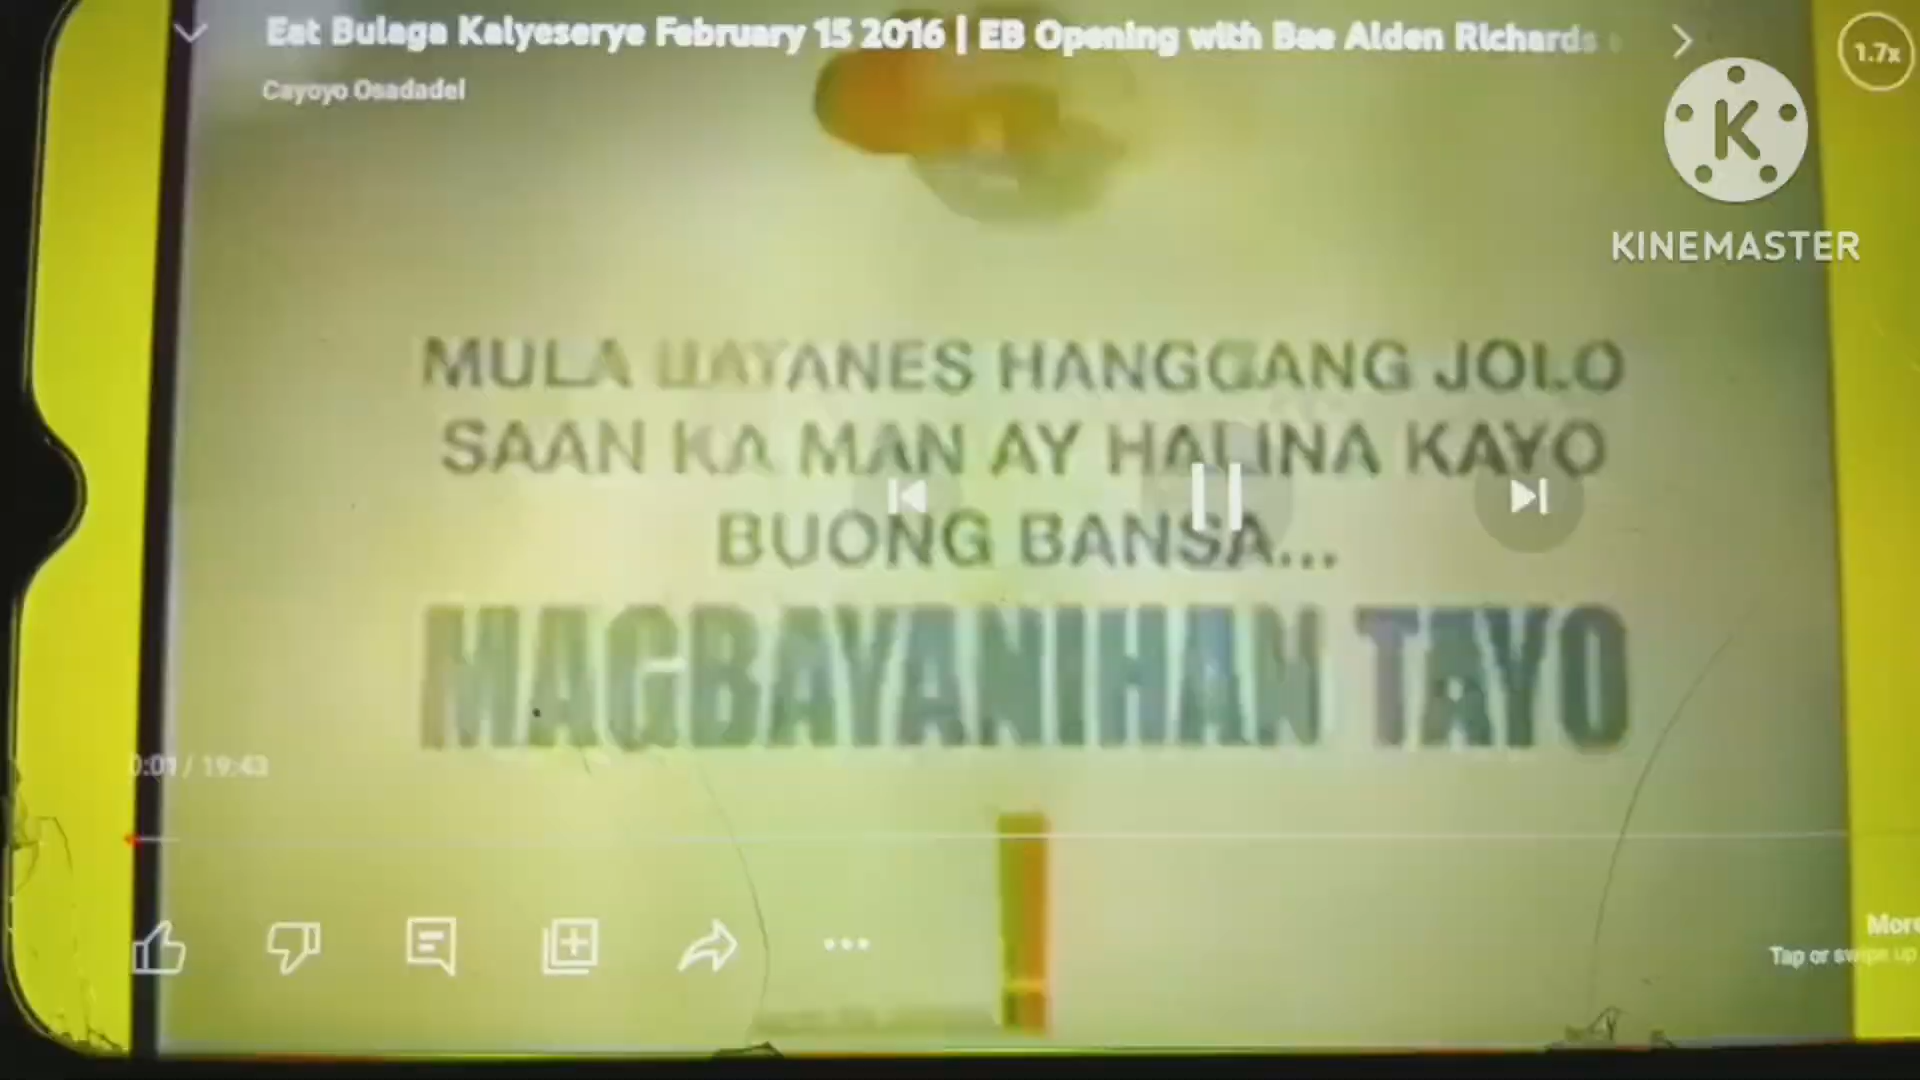 Eat Bulaga Kalyeserye February 15 2016 | EB Opening with Bae Alden Richards
1.7x
Cayoyo Osadadel
K
KINEMASTER
MULA BATANES HANGGANG JOLO
SAAN KA MAN AY HALINA KAYO
BUONG BANSA...
MAGBAYANIHAN TAYO
0:01 / 19:43
More
Tap or swipe up